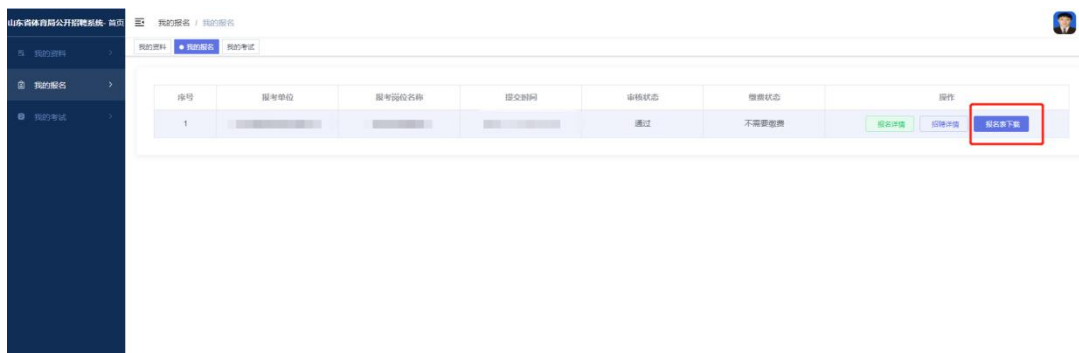 山东省体育局公开招聘系统- 首页
我的报名 / 我的报名
我的资料
我的报名
我的考试
我的资料
● 我的报名
我的考试
序号 报考单位 报考岗位名称 提交时间 审核状态 缴费状态 操作
1 通过 不需要缴费 报名详情 招聘详情 报名表下载